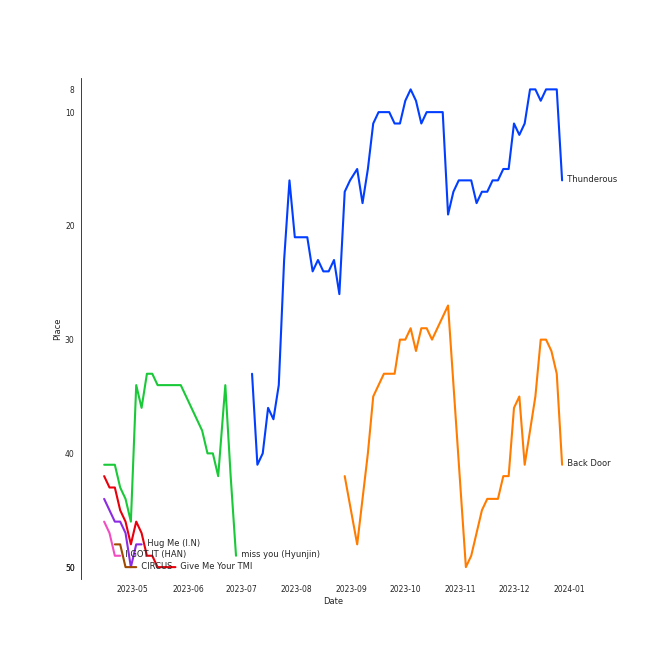 8
10
20
30
40
50
Place
Thunderous
Back Door
Hug Me (I.N)
I GOT IT (HAN)
miss you (Hyunjin)
CIRCUS
Give Me Your TMI
2023-05
2023-06
2023-07
2023-08
2023-09
2023-10
2023-11
2023-12
2024-01
Date